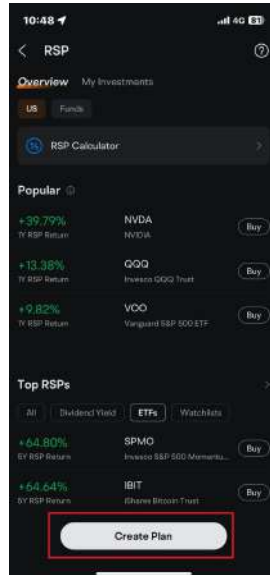 10:48
4G 81
RSP
Overview My Investments
US Funds
RSP Calculator
Popular
+39.79% NVDA Buy
1Y RSP Return NVIDIA
+13.38% QQQ Buy
1Y RSP Return Invesco QQQ Trust
+9.82% VOO Buy
1Y RSP Return Vanguard S&P 500 ETF
Top RSPs
All Dividend Yield ETFs Watchlists
+64.80% SPMO Buy
5Y RSP Return Invesco S&P 500 Momentu...
+64.64% IBIT Buy
5Y RSP Return iShares Bitcoin Trust
Create Plan